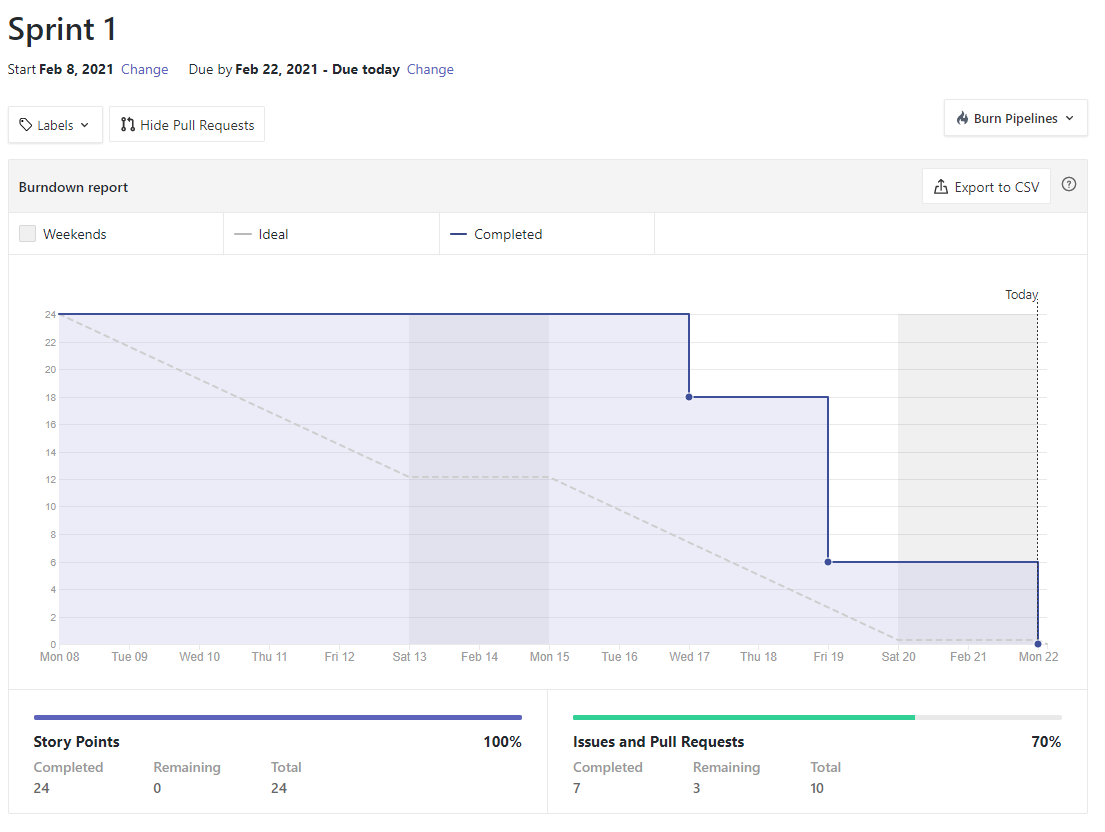 Sprint 1
Start Feb 8, 2021 Change Due by Feb 22, 2021 - Due today Change
Labels Hide Pull Requests Burn Pipelines
Burndown report Export to CSV ?
Weekends Ideal Completed
Today
24
22
20
18
16
14
12
10
8
6
4
2
0
Mon 08 Tue 09 Wed 10 Thu 11 Fri 12 Sat 13 Feb 14 Mon 15 Tue 16 Wed 17 Thu 18 Fri 19 Sat 20 Feb 21 Mon 22
Story Points 100%
Completed Remaining Total
24 0 24
Issues and Pull Requests 70%
Completed Remaining Total
7 3 10